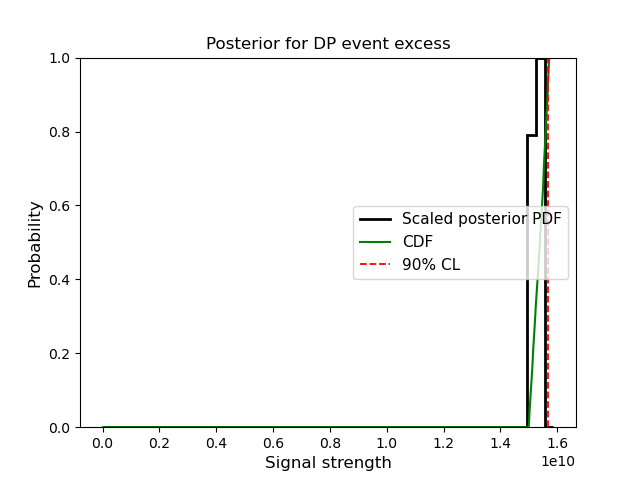 Posterior for DP event excess
1.0
0.8
0.6
0.4
0.2
0.0
Probability
Scaled posterior PDF
CDF
90% CL
0.0 0.2 0.4 0.6 0.8 1.0 1.2 1.4 1.6
1e10
Signal strength